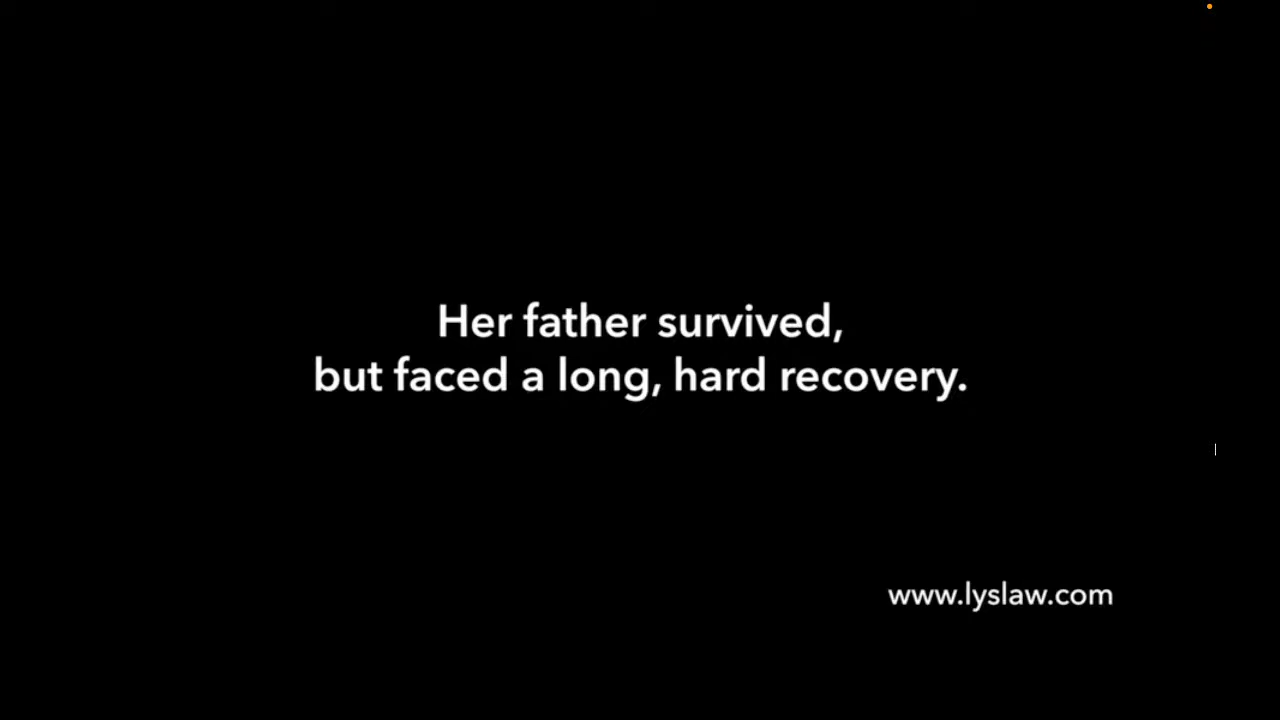 Her father survived,
but faced a long, hard recovery.
www.lyslaw.com